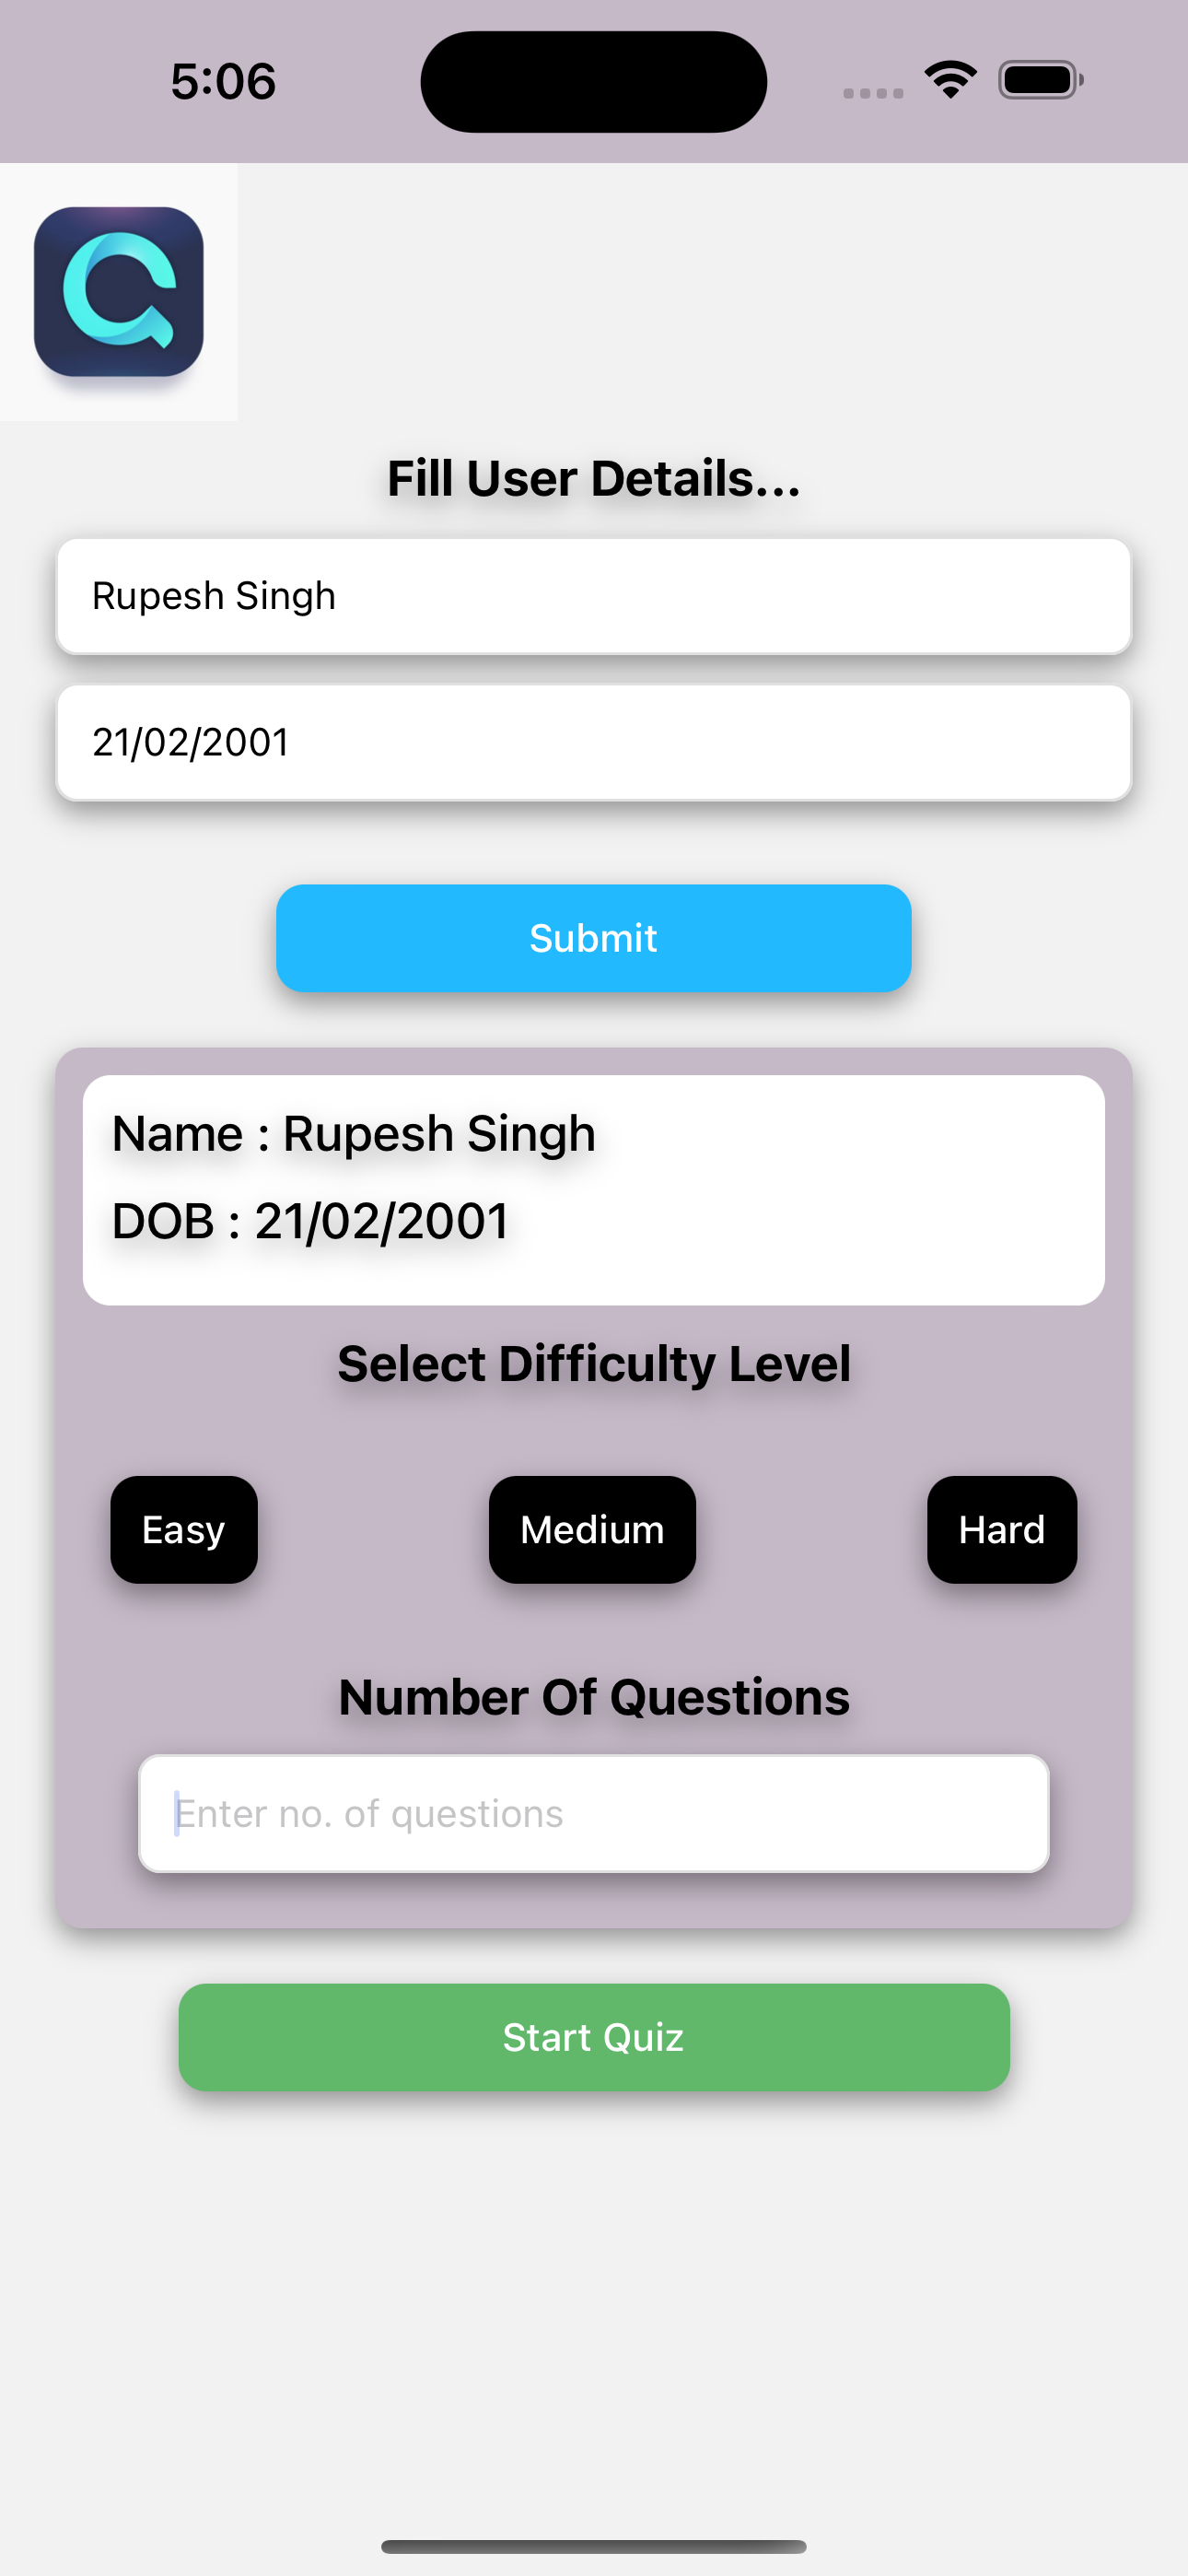 5:06
Fill User Details...
Rupesh Singh
21/02/2001
Submit
Name : Rupesh Singh
DOB : 21/02/2001
Select Difficulty Level
Easy Medium Hard
Number Of Questions
Enter no. of questions
Start Quiz